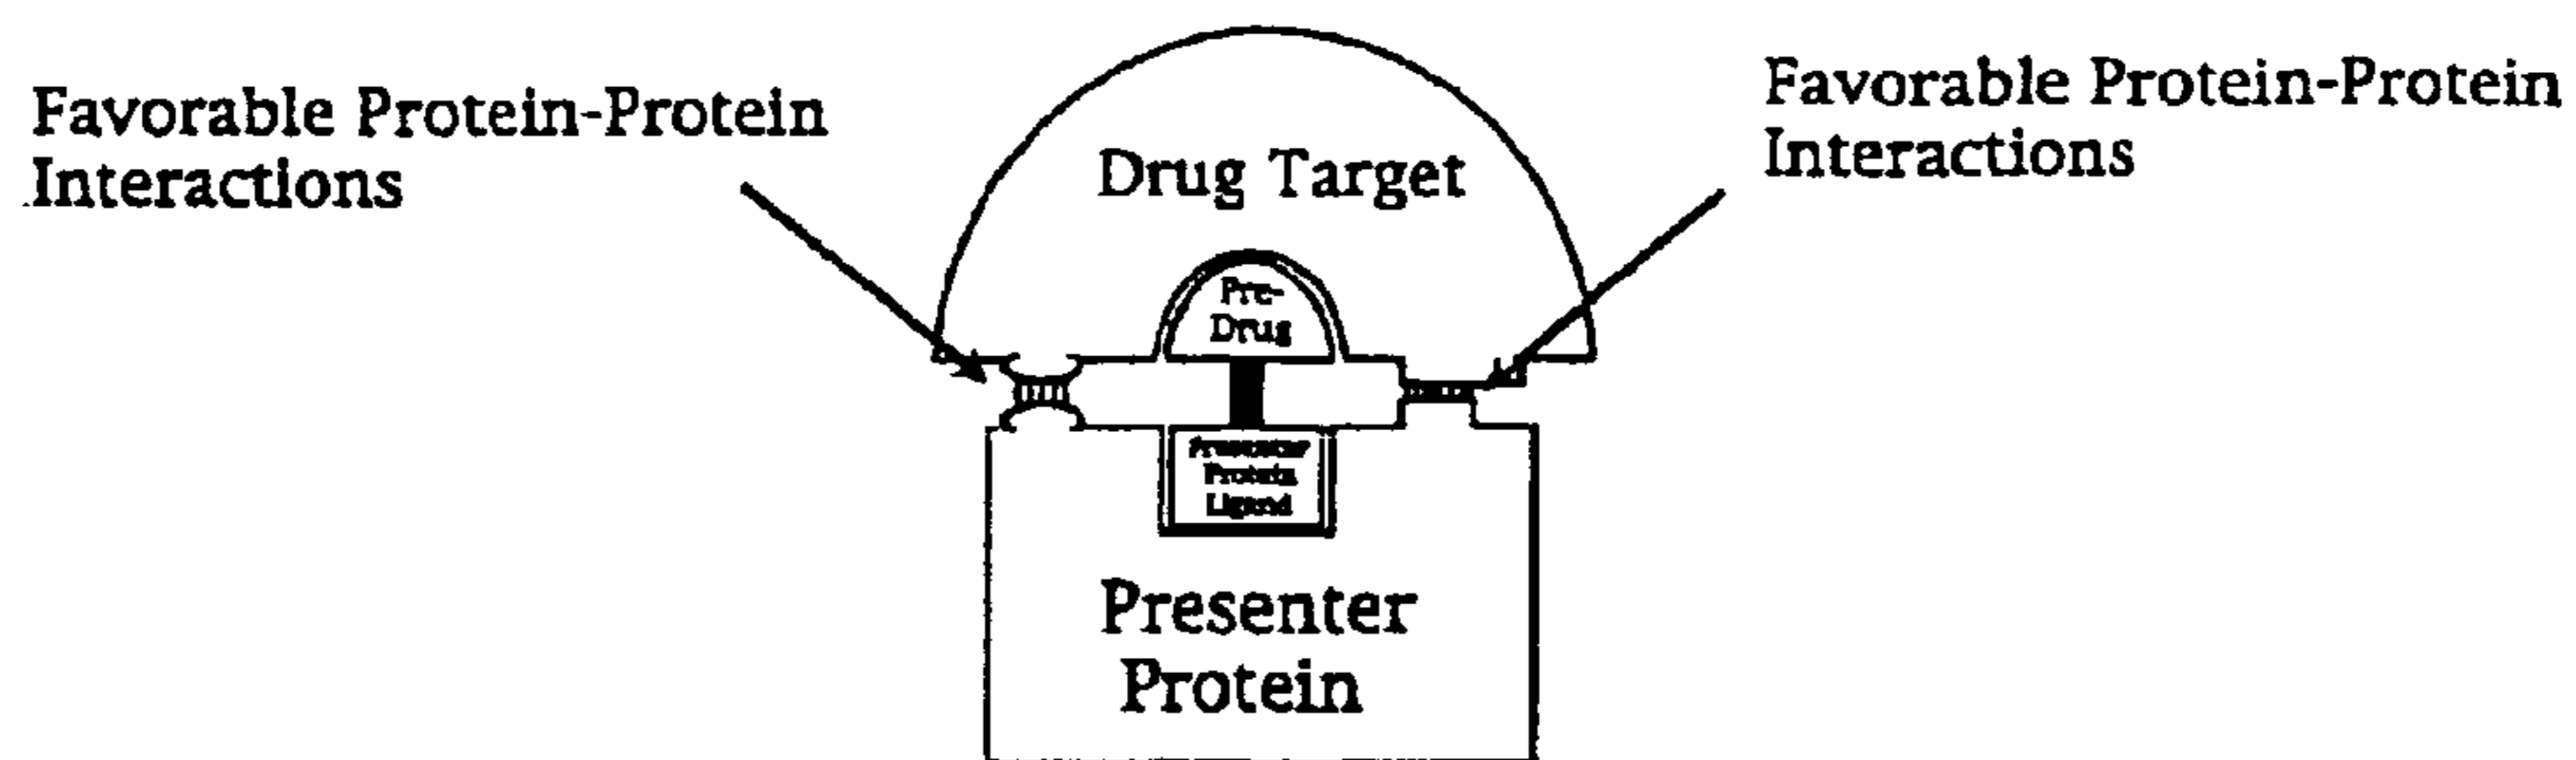 Favorable Protein-Protein
Interactions
Favorable Protein-Protein
Interactions
Drug Target
Pre-
Drug
Presenter
Protein
Ligand
Presenter
Protein